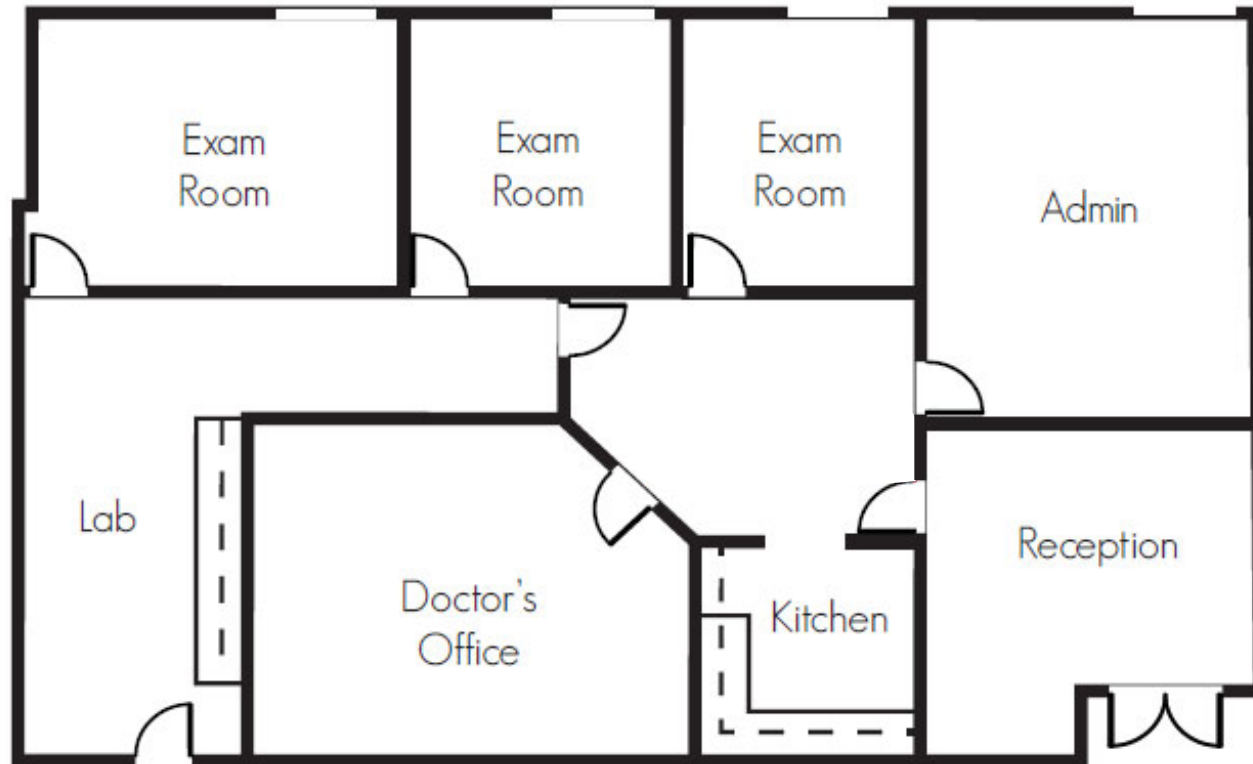 Exam
Room
Exam
Room
Exam
Room
Admin
Lab
Doctor's
Office
Kitchen
Reception